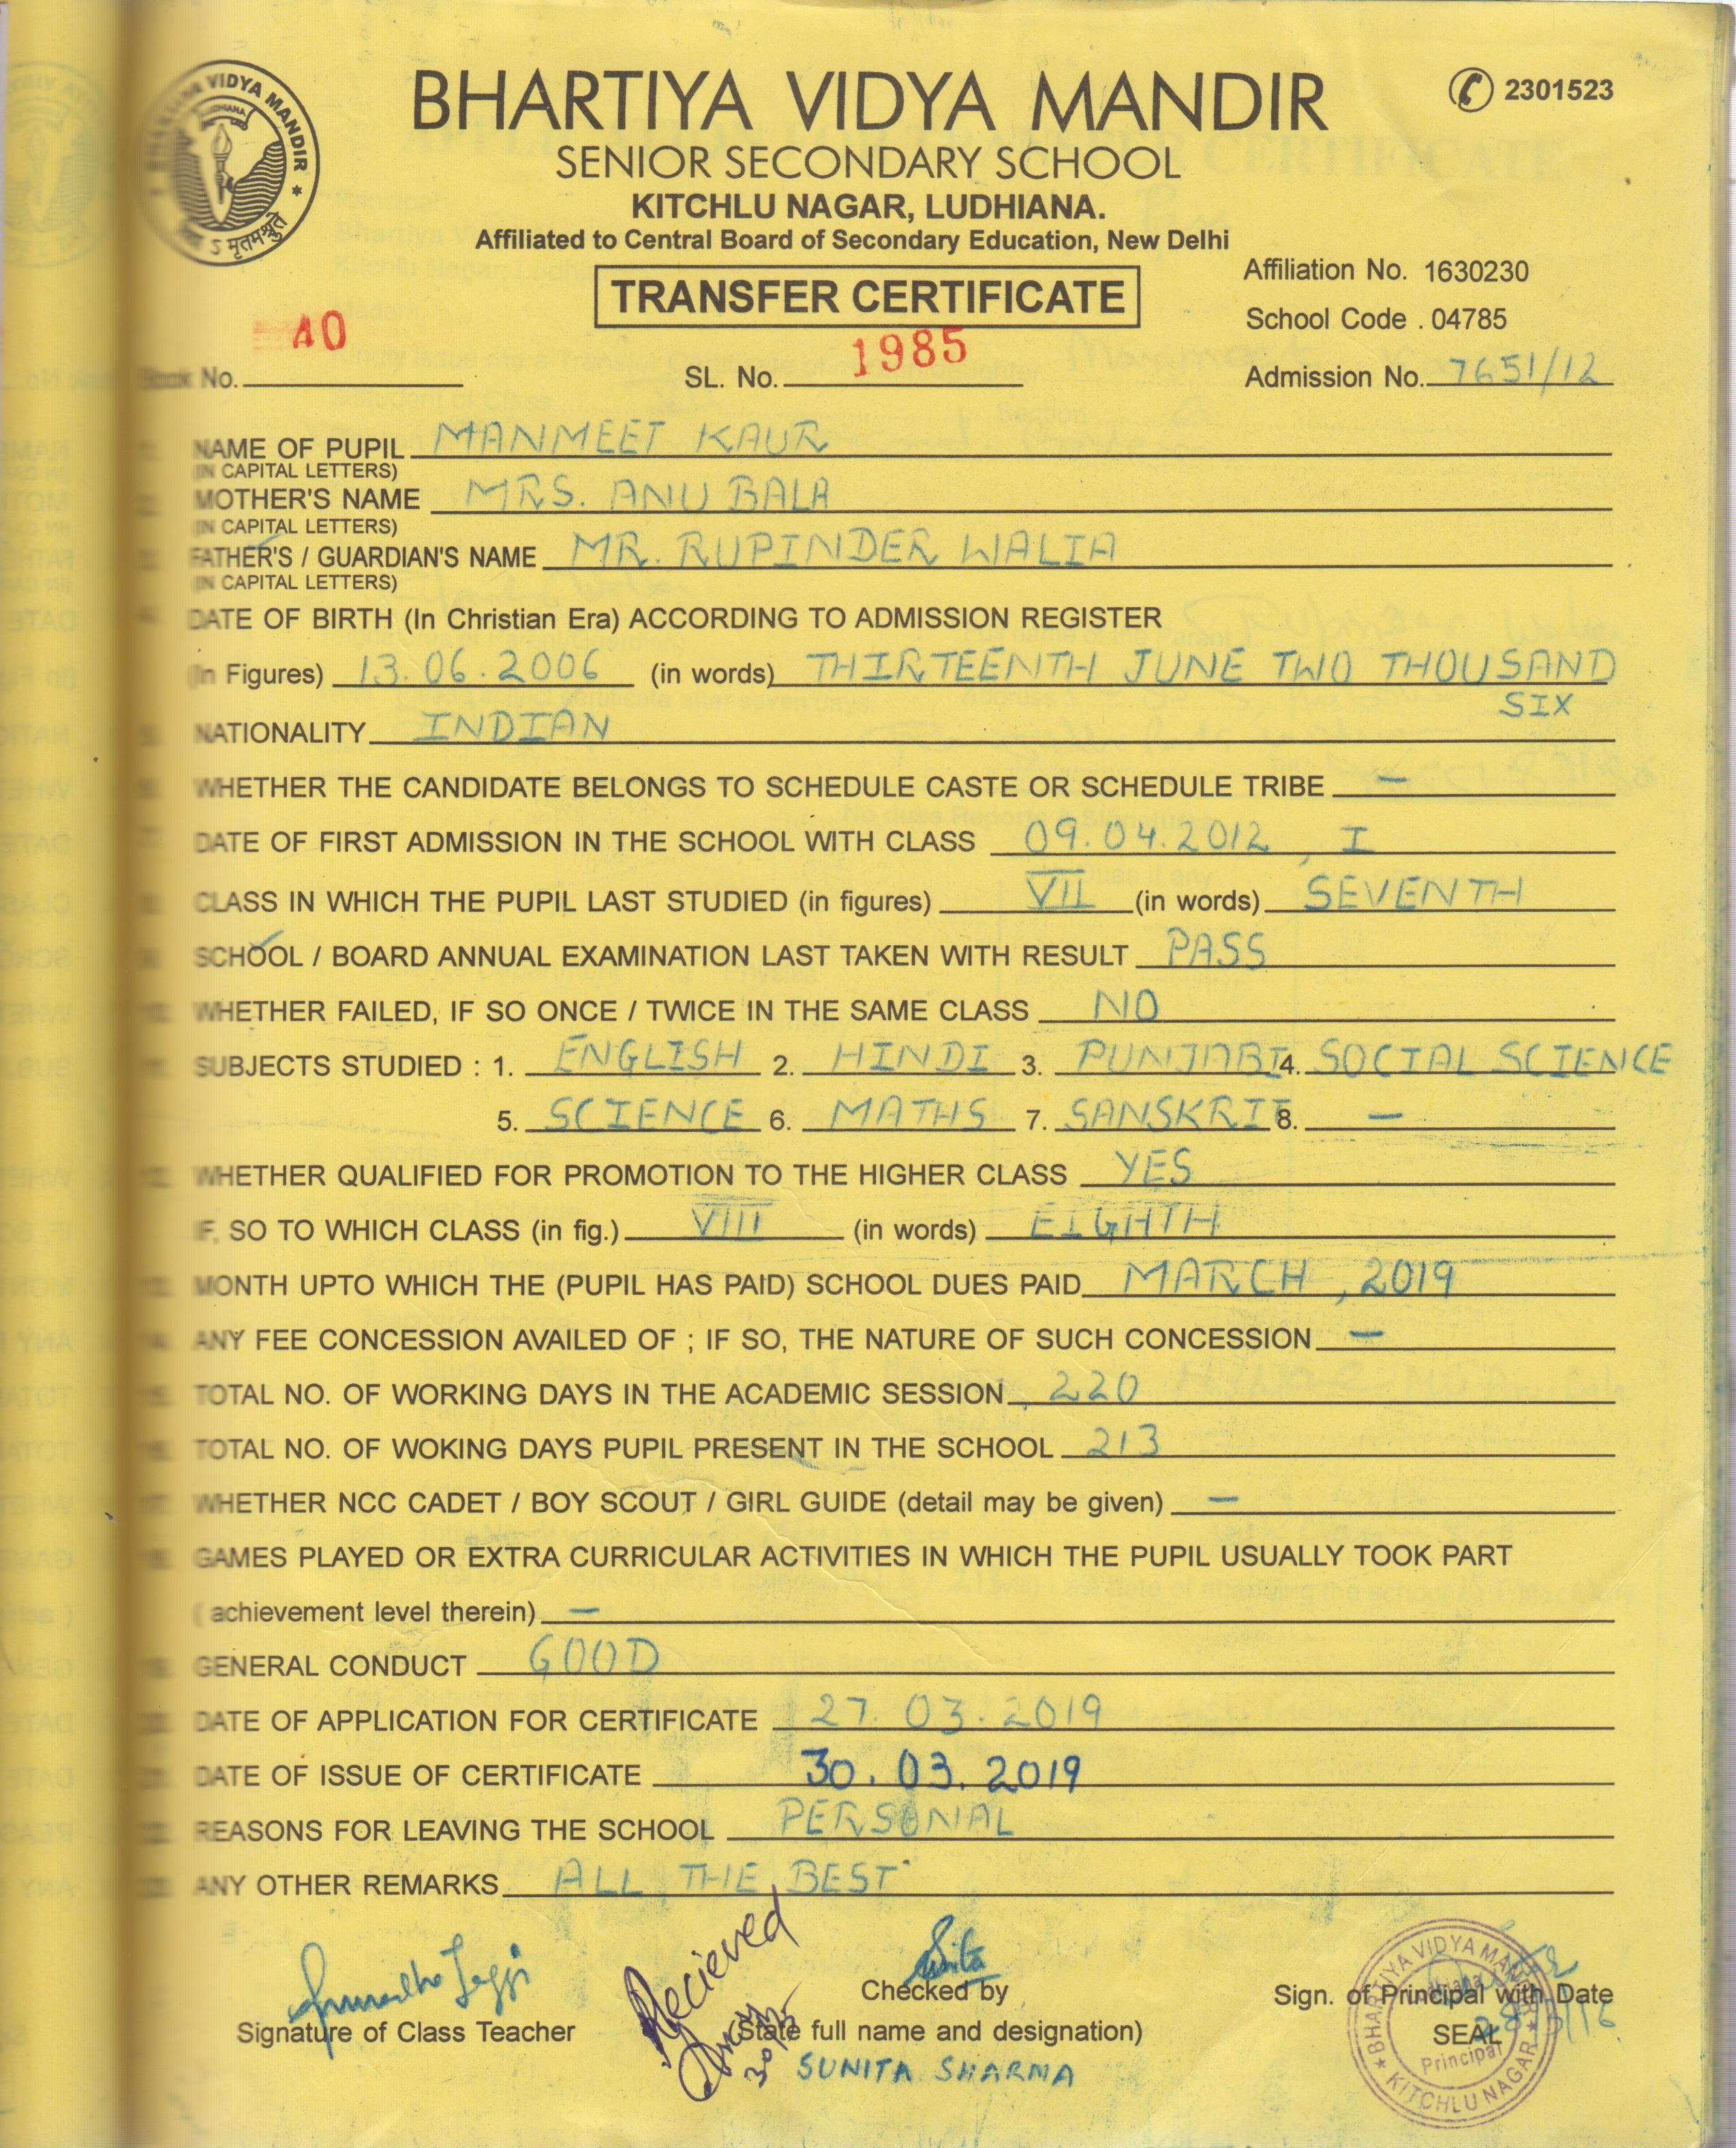 BHARTIYA VIDYA MANDIR
2301523
SENIOR SECONDARY SCHOOL
KITCHLU NAGAR, LUDHIANA.
Affiliated to Central Board of Secondary Education, New Delhi
TRANSFER CERTIFICATE
Affiliation No. 1630230
School Code . 04785
40
1985
Book No. SL. No. Admission No. 7651/12
NAME OF PUPIL MANMEET KAUR
(IN CAPITAL LETTERS)
MOTHER'S NAME MRS. ANU BALA
(IN CAPITAL LETTERS)
FATHER'S / GUARDIAN'S NAME MR. RUPINDER WALIA
(IN CAPITAL LETTERS)
DATE OF BIRTH (In Christian Era) ACCORDING TO ADMISSION REGISTER
(In Figures) 13.06.2006 (in words) THIRTEENTH JUNE TWO THOUSAND
SIX
NATIONALITY INDIAN
WHETHER THE CANDIDATE BELONGS TO SCHEDULE CASTE OR SCHEDULE TRIBE —
DATE OF FIRST ADMISSION IN THE SCHOOL WITH CLASS 09.04.2012, I
CLASS IN WHICH THE PUPIL LAST STUDIED (in figures) VII (in words) SEVENTH
SCHOOL / BOARD ANNUAL EXAMINATION LAST TAKEN WITH RESULT PASS
WHETHER FAILED, IF SO ONCE / TWICE IN THE SAME CLASS NO
SUBJECTS STUDIED : 1. ENGLISH 2. HINDI 3. PUNJABI 4. SOCIAL SCIENCE
5. SCIENCE 6. MATHS 7. SANSKRIT 8. —
WHETHER QUALIFIED FOR PROMOTION TO THE HIGHER CLASS YES
IF, SO TO WHICH CLASS (in fig.) VIII (in words) EIGHTH
MONTH UPTO WHICH THE (PUPIL HAS PAID) SCHOOL DUES PAID MARCH, 2019
ANY FEE CONCESSION AVAILED OF ; IF SO, THE NATURE OF SUCH CONCESSION —
TOTAL NO. OF WORKING DAYS IN THE ACADEMIC SESSION 220
TOTAL NO. OF WOKING DAYS PUPIL PRESENT IN THE SCHOOL 213
WHETHER NCC CADET / BOY SCOUT / GIRL GUIDE (detail may be given) —
GAMES PLAYED OR EXTRA CURRICULAR ACTIVITIES IN WHICH THE PUPIL USUALLY TOOK PART
( achievement level therein) —
GENERAL CONDUCT GOOD
DATE OF APPLICATION FOR CERTIFICATE 27.03.2019
DATE OF ISSUE OF CERTIFICATE 30.03.2019
REASONS FOR LEAVING THE SCHOOL PERSONAL
ANY OTHER REMARKS ALL THE BEST
Recieved
Checked by
Sign. of Principal with Date
Signature of Class Teacher
(State full name and designation)
SEAL
SUNITA SHARMA
BHARTIYA VIDYA MANDIR
Principal
KITCHLU NAGAR